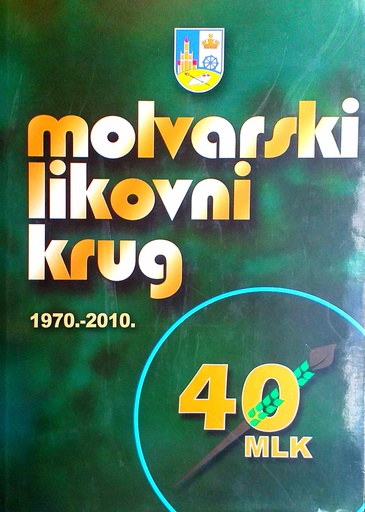 molvarski
likovni
krug
1970.-2010.
40
MLK